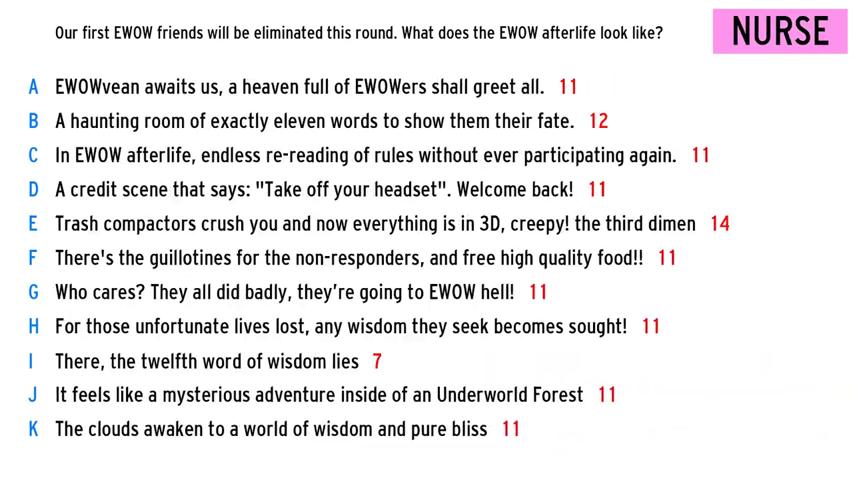 Our first EWOW friends will be eliminated this round. What does the EWOW afterlife look like?
NURSE
A EWOWvean awaits us, a heaven full of EWOWers shall greet all. 11
B A haunting room of exactly eleven words to show them their fate. 12
C In EWOW afterlife, endless re-reading of rules without ever participating again. 11
D A credit scene that says: "Take off your headset". Welcome back! 11
E Trash compactors crush you and now everything is in 3D, creepy! the third dimen 14
F There's the guillotines for the non-responders, and free high quality food!! 11
G Who cares? They all did badly, they’re going to EWOW hell! 11
H For those unfortunate lives lost, any wisdom they seek becomes sought! 11
I There, the twelfth word of wisdom lies 7
J It feels like a mysterious adventure inside of an Underworld Forest 11
K The clouds awaken to a world of wisdom and pure bliss 11